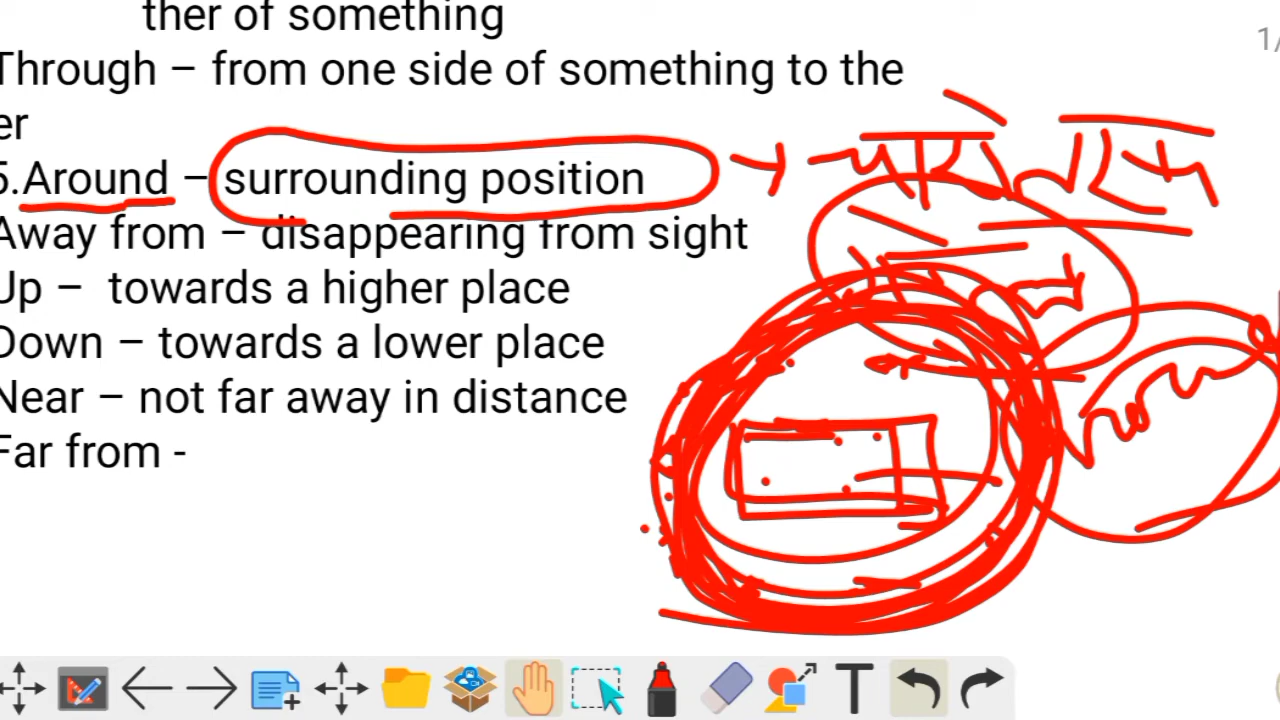 ther of something
Through – from one side of something to the
er
5.Around – surrounding position
Away from – disappearing from sight
Up – towards a higher place
Down – towards a lower place
Near – not far away in distance
Far from -
1/